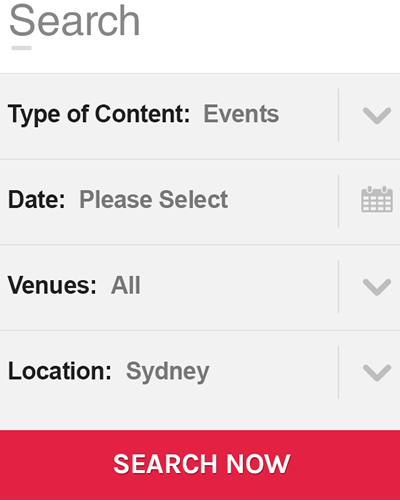 Search
Type of Content: Events
Date: Please Select
Venues: All
Location: Sydney
SEARCH NOW